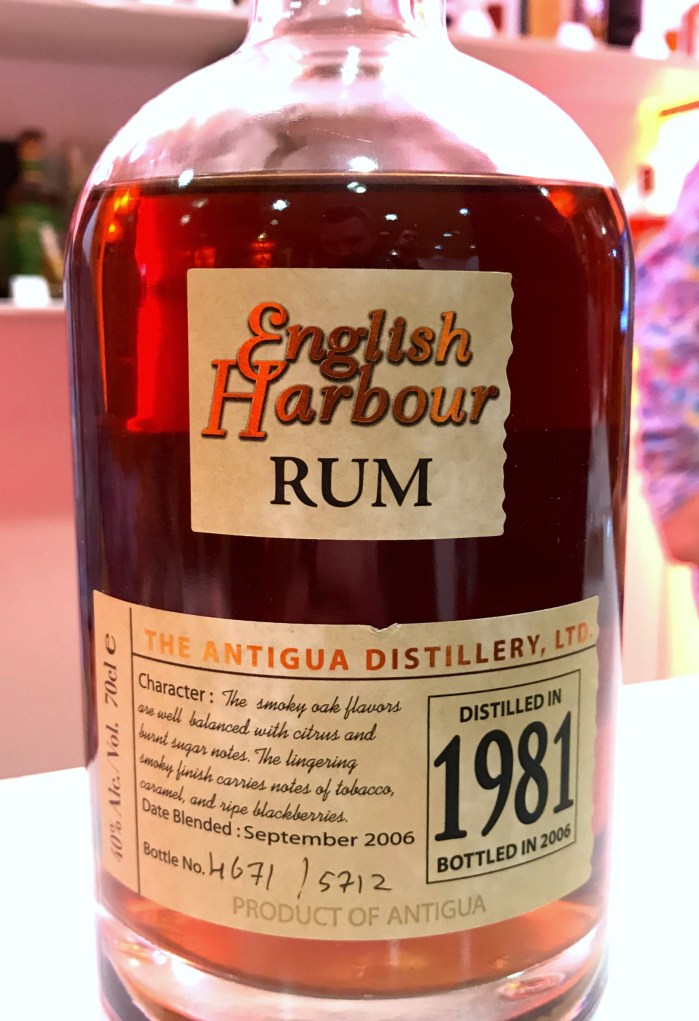 English
Harbour
RUM
THE ANTIGUA DISTILLERY, LTD.
40% Alc./Vol. 70cl e
Character : The smoky oak flavors
are well balanced with citrus and
burnt sugar notes. The lingering
smoky finish carries notes of tobacco,
caramel, and ripe blackberries.
Date Blended : September 2006
Bottle No. 4671 / 5712
DISTILLED IN
1981
BOTTLED IN 2006
PRODUCT OF ANTIGUA